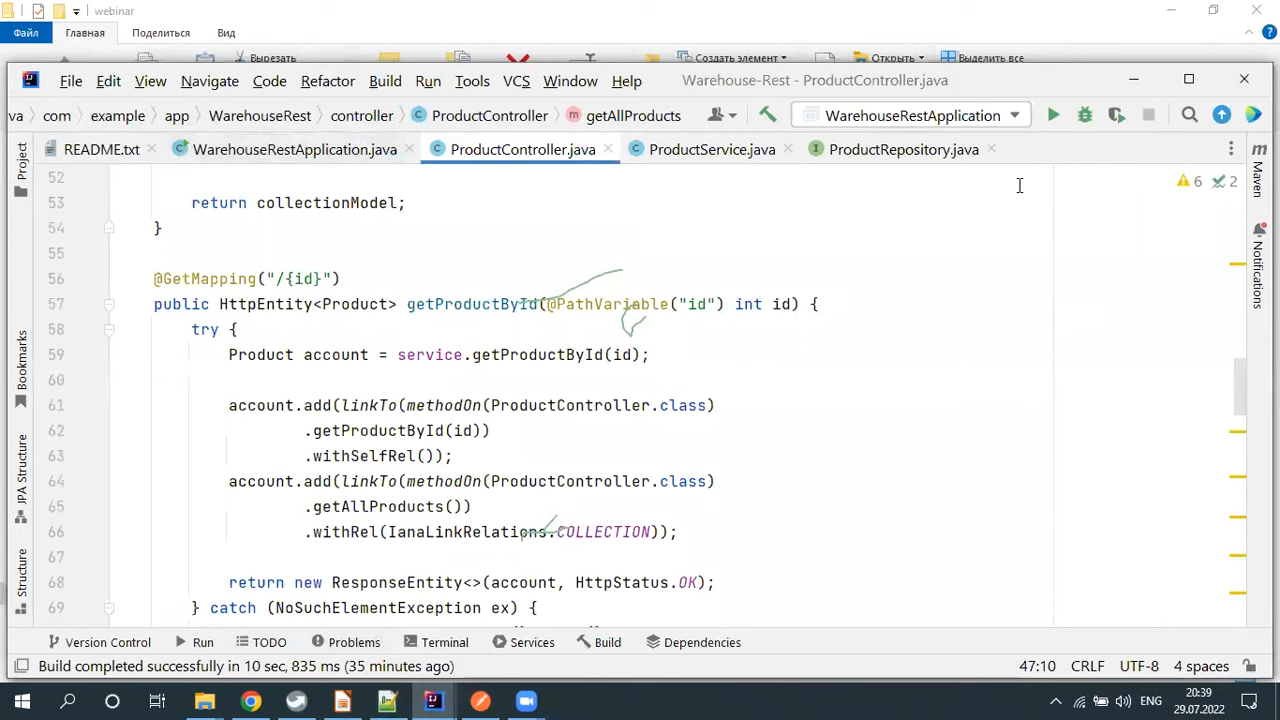 webinar
Файл Главная Поделиться Вид
Вырезать Создать элемент Открыть Выделить все
File Edit View Navigate Code Refactor Build Run Tools VCS Window Help Warehouse-Rest - ProductController.java
va com example app WarehouseRest controller ProductController getAllProducts WarehouseRestApplication
README.txt WarehouseRestApplication.java ProductController.java ProductService.java ProductRepository.java
6 2
52
53 return collectionModel;
54 }
55
56 @GetMapping("/{id}")
57 public HttpEntity<Product> getProductById(@PathVariable("id") int id) {
58 try {
59 Product account = service.getProductById(id);
60
61 account.add(linkTo(methodOn(ProductController.class)
62 .getProductById(id))
63 .withSelfRel());
64 account.add(linkTo(methodOn(ProductController.class)
65 .getAllProducts())
66 .withRel(IanaLinkRelations.COLLECTION));
67
68 return new ResponseEntity<>(account, HttpStatus.OK);
69 } catch (NoSuchElementException ex) {
Project
Bookmarks
JPA Structure
Structure
Maven
Notifications
Version Control Run TODO Problems Terminal Services Build Dependencies
Build completed successfully in 10 sec, 835 ms (35 minutes ago) 47:10 CRLF UTF-8 4 spaces
ENG 20:39
29.07.2022